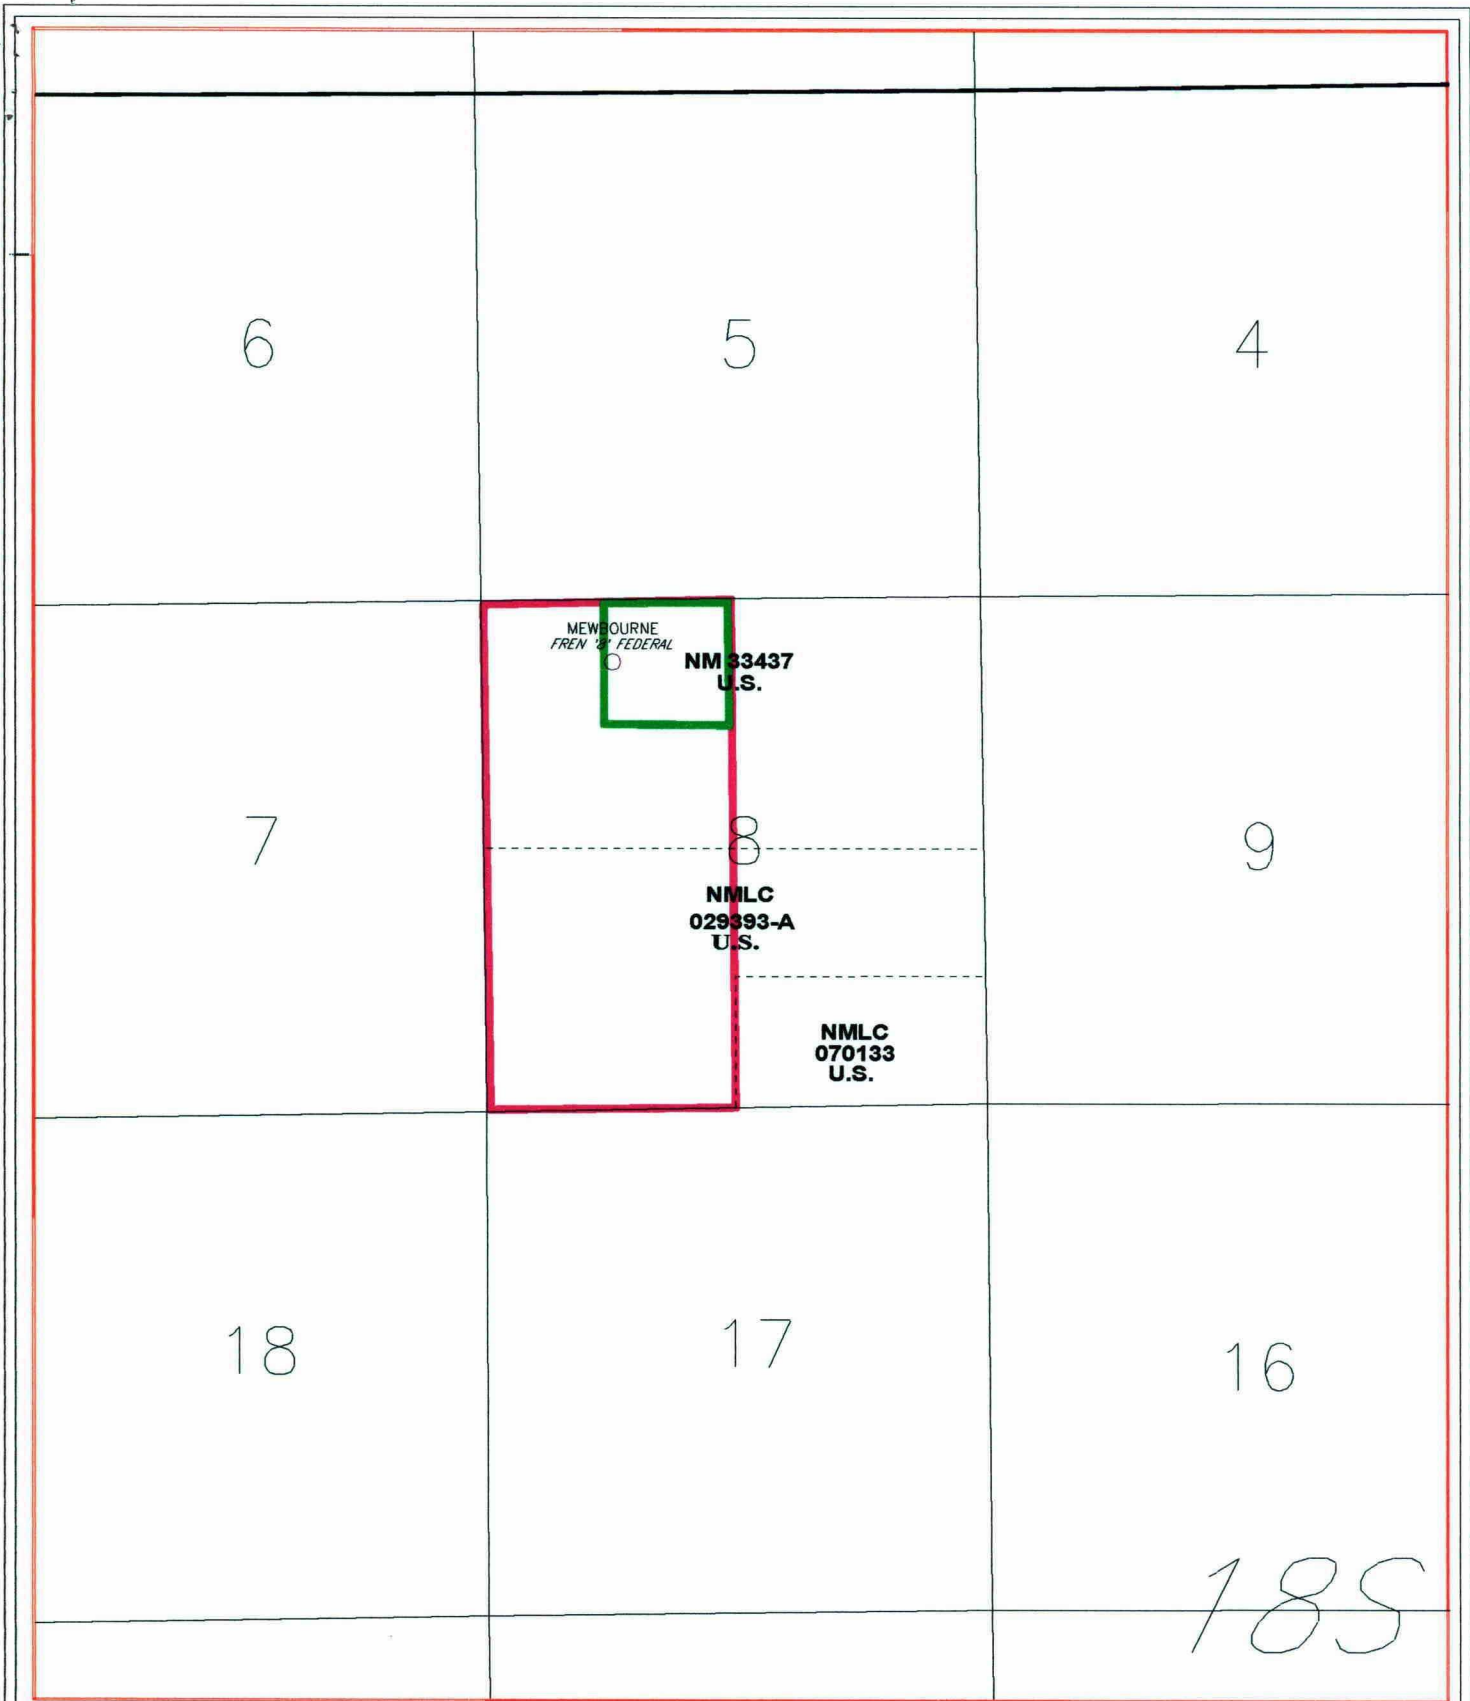 6
5
4
MEWBOURNE
FREN '8' FEDERAL
NM 33437
U.S.
7
8
9
NMLC
029393-A
U.S.
NMLC
070133
U.S.
18
17
16
18S